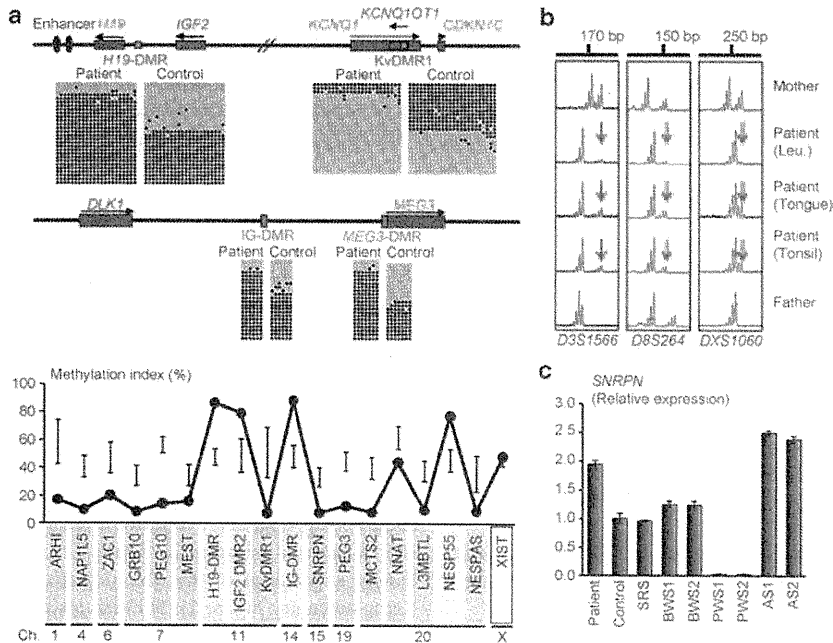 a
Enhancer H19 IGF2 KCNQ1 KCNQ1OT1 CDKN1C
H19-DMR KvDMR1
Patient Control Patient Control
DLK1 MEG3
IG-DMR MEG3-DMR
Patient Control Patient Control
Methylation index (%)
100
80
60
40
20
0
ARHI
NAP1L5
ZAC1
GRB10
PEG10
MEST
H19-DMR
IGF2 DMR2
KvDMR1
IG-DMR
SNRPN
PEG3
MCTS2
NNAT
L3MBTL
NESP55
NESPAS
XIST
Ch. 1 4 6 7 11 14 15 19 20 X
b
170 bp 150 bp 250 bp
Mother
Patient
(Leu.)
Patient
(Tongue)
Patient
(Tonsil)
Father
D3S1566 D8S264 DXS1060
c
SNRPN
(Relative expression)
3.0
2.5
2.0
1.5
1.0
0.5
0.0
Patient
Control
SRS
BWS1
BWS2
PWS1
PWS2
AS1
AS2